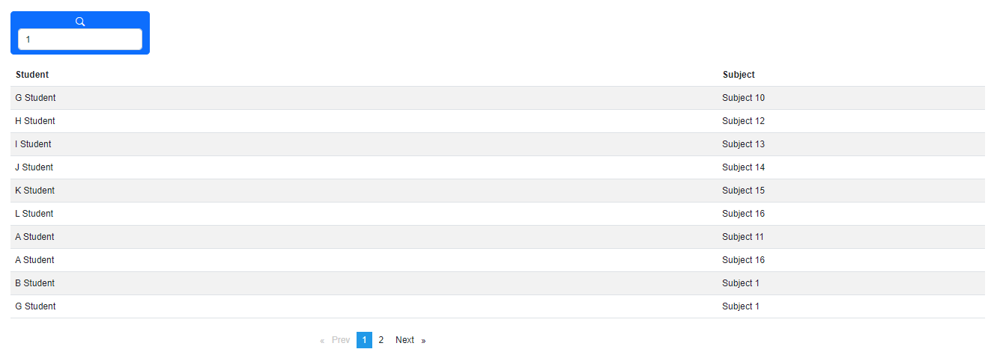 1
Student Subject
G Student Subject 10
H Student Subject 12
I Student Subject 13
J Student Subject 14
K Student Subject 15
L Student Subject 16
A Student Subject 11
A Student Subject 16
B Student Subject 1
G Student Subject 1
« Prev 1 2 Next »